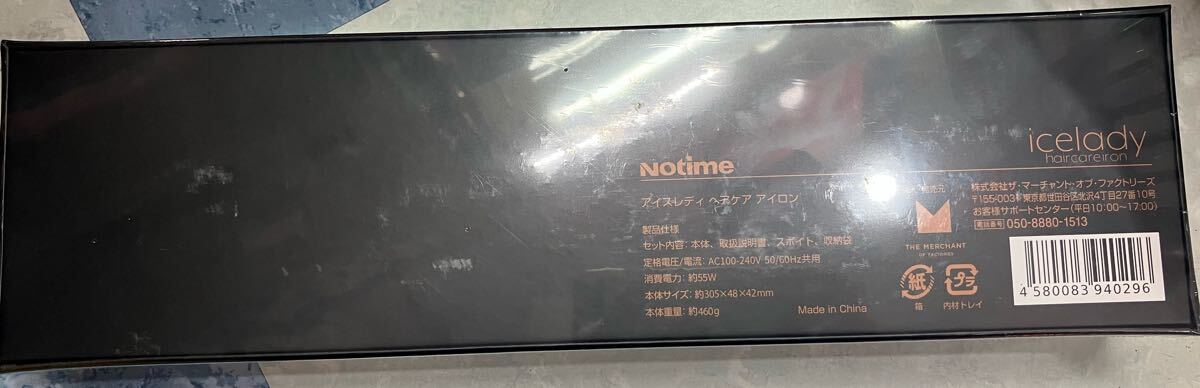 Notime
アイスレディ ヘアケア アイロン
製品仕様
セット内容：本体、取扱説明書、スポイト、収納袋
定格電圧/電流：AC100-240V 50/60Hz共用
消費電力：約55W
本体サイズ：約305×48×42mm
本体重量：約460g
Made in China
icelady
haircareiron
売元
THE MERCHANT
OF FACTORIES
株式会社ザ・マーチャント・オブ・ファクトリーズ
〒155-0031 東京都世田谷区北沢4丁目27番10号
お客様サポートセンター（平日10:00～17:00）
電話番号 050-8880-1513
紙
箱
プラ
内材トレイ
4 580083 940296